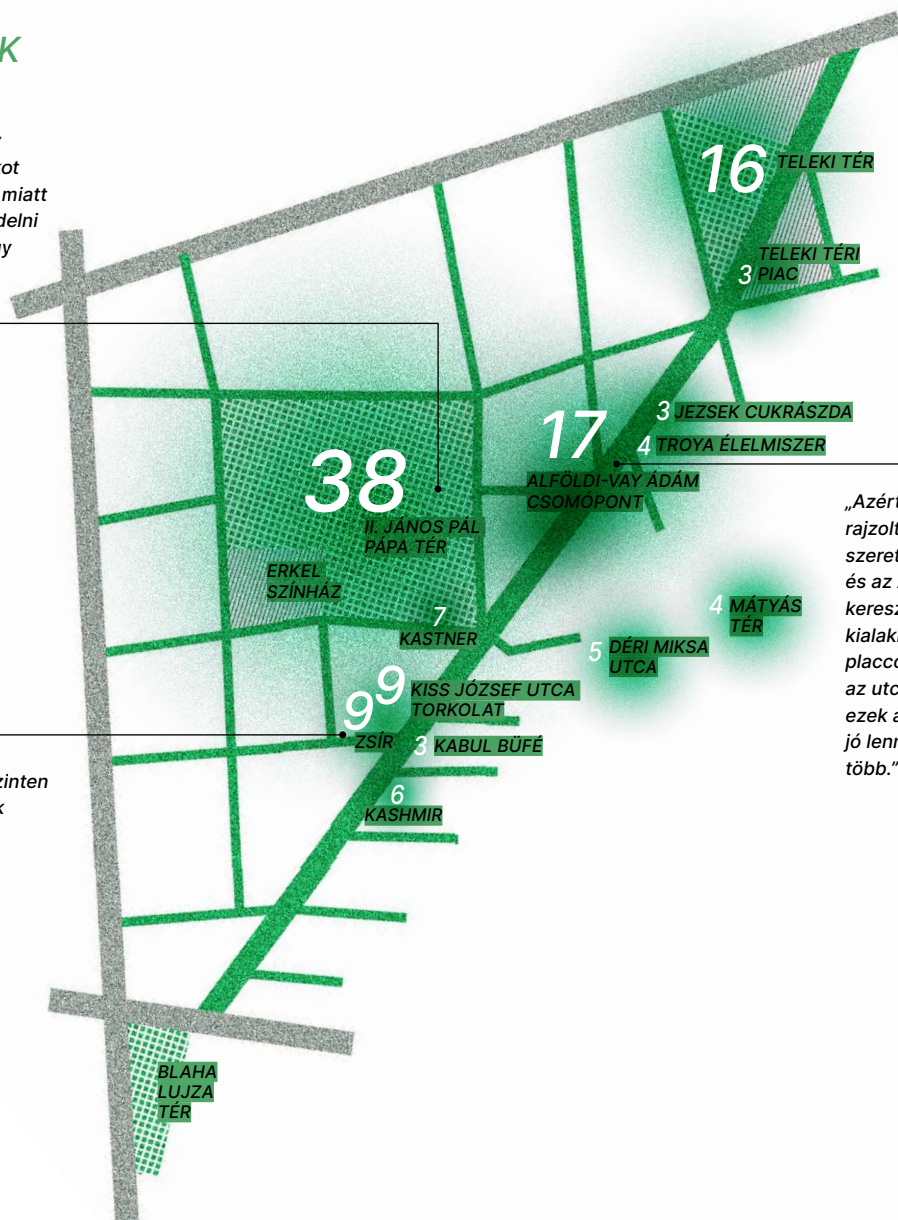 K
miatt
16
TELEKI TÉR
TELEKI TÉRI
3 PIAC
3 JEZSEK CUKRÁSZDA
17
4 TROYA ÉLELMISZER
ALFÖLDI-VAY ÁDÁM
CSOMÓPONT
38
II. JÁNOS PÁL
PÁPA TÉR
ERKEL
SZÍNHÁZ
7
KASTNER
4 MÁTYÁS
TÉR
5 DÉRI MIKSA
UTCA
9
KISS JÓZSEF UTCA
TORKOLAT
9
ZSÍR
3 KABUL BÜFÉ
6
KASHMIR
BLAHA
LUJZA
TÉR
„Azért
rajzolt
szeret
és az
keresz
kialak
placco
az utc
ezek a
jó lenn
több.”
zinten
k